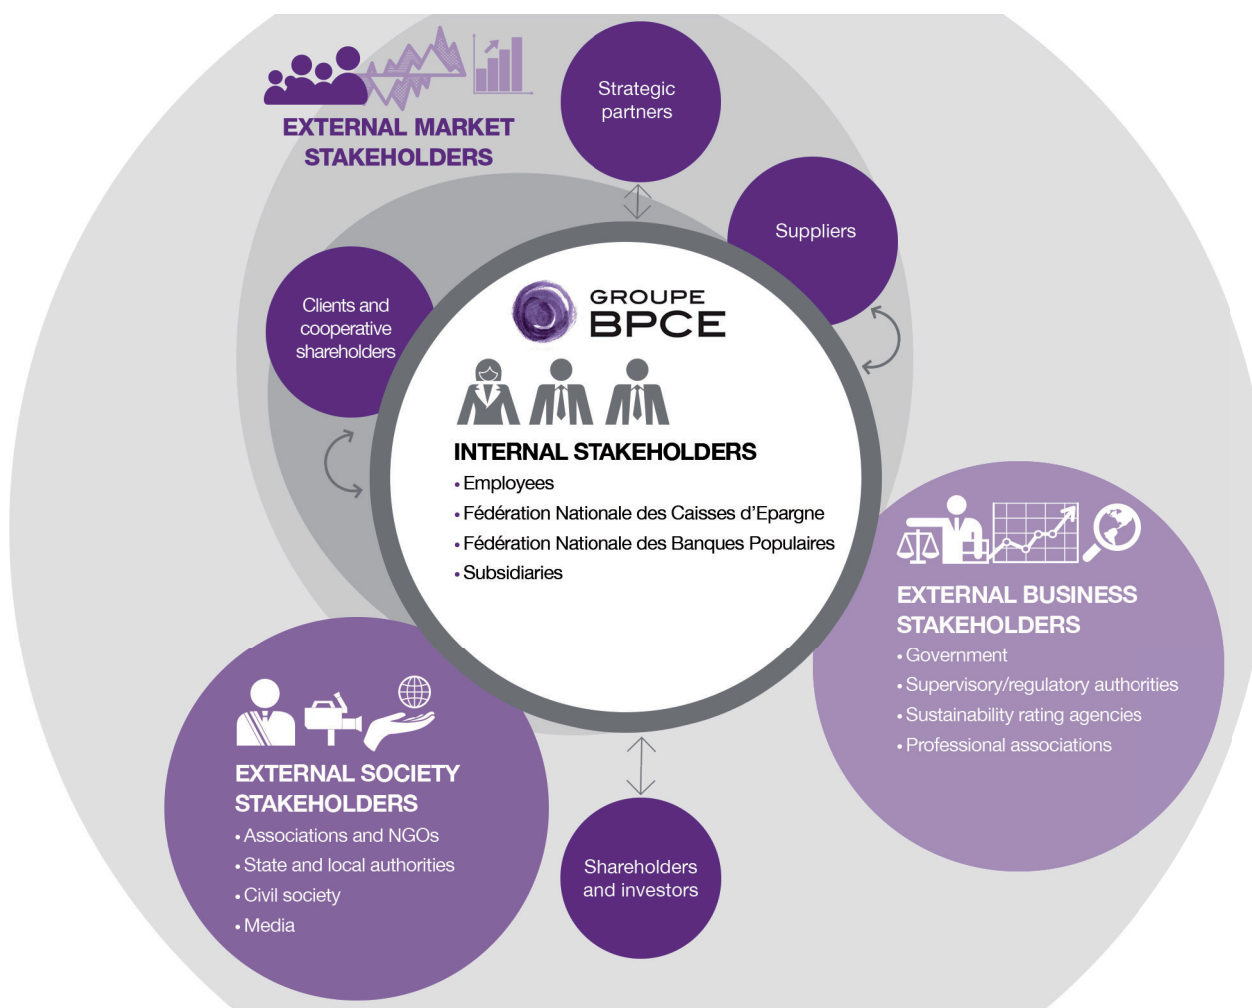 EXTERNAL MARKET
STAKEHOLDERS
Strategic
partners
Suppliers
Clients and
cooperative
shareholders
GROUPE
BPCE
INTERNAL STAKEHOLDERS
• Employees
• Fédération Nationale des Caisses d'Epargne
• Fédération Nationale des Banques Populaires
• Subsidiaries
EXTERNAL BUSINESS
STAKEHOLDERS
• Government
• Supervisory/regulatory authorities
• Sustainability rating agencies
• Professional associations
EXTERNAL SOCIETY
STAKEHOLDERS
• Associations and NGOs
• State and local authorities
• Civil society
• Media
Shareholders
and investors